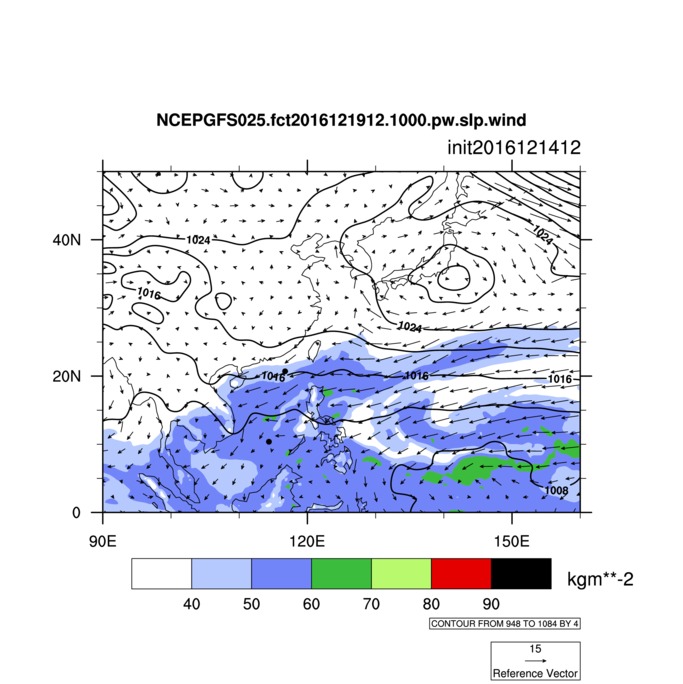 NCEPGFS025.fct2016121912.1000.pw.slp.wind
init2016121412
40N
1024
1024
1016
1024
20N
1016
1016
1016
1008
0
90E 120E 150E
kgm**-2
40 50 60 70 80 90
CONTOUR FROM 948 TO 1084 BY 4
15
Reference Vector